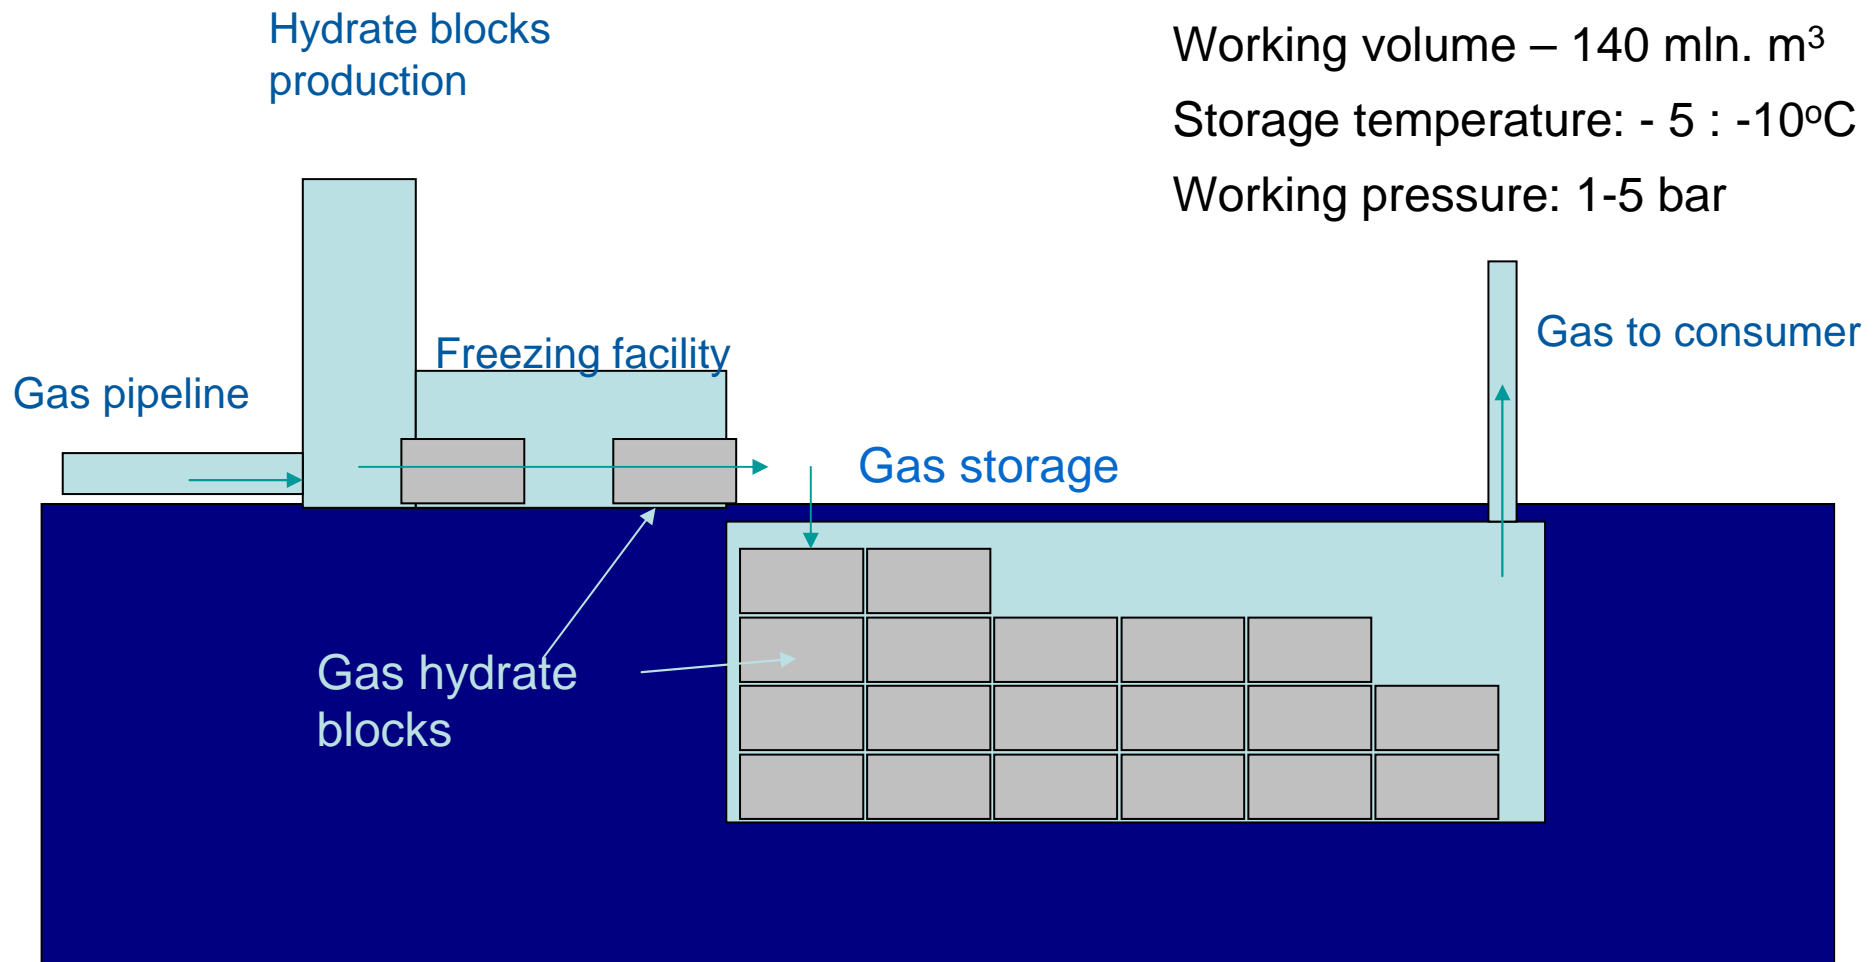 Hydrate blocks
production
Working volume – 140 mln. m³
Storage temperature: - 5 : -10ºC
Working pressure: 1-5 bar
Gas to consumer
Freezing facility
Gas pipeline
Gas storage
Gas hydrate
blocks